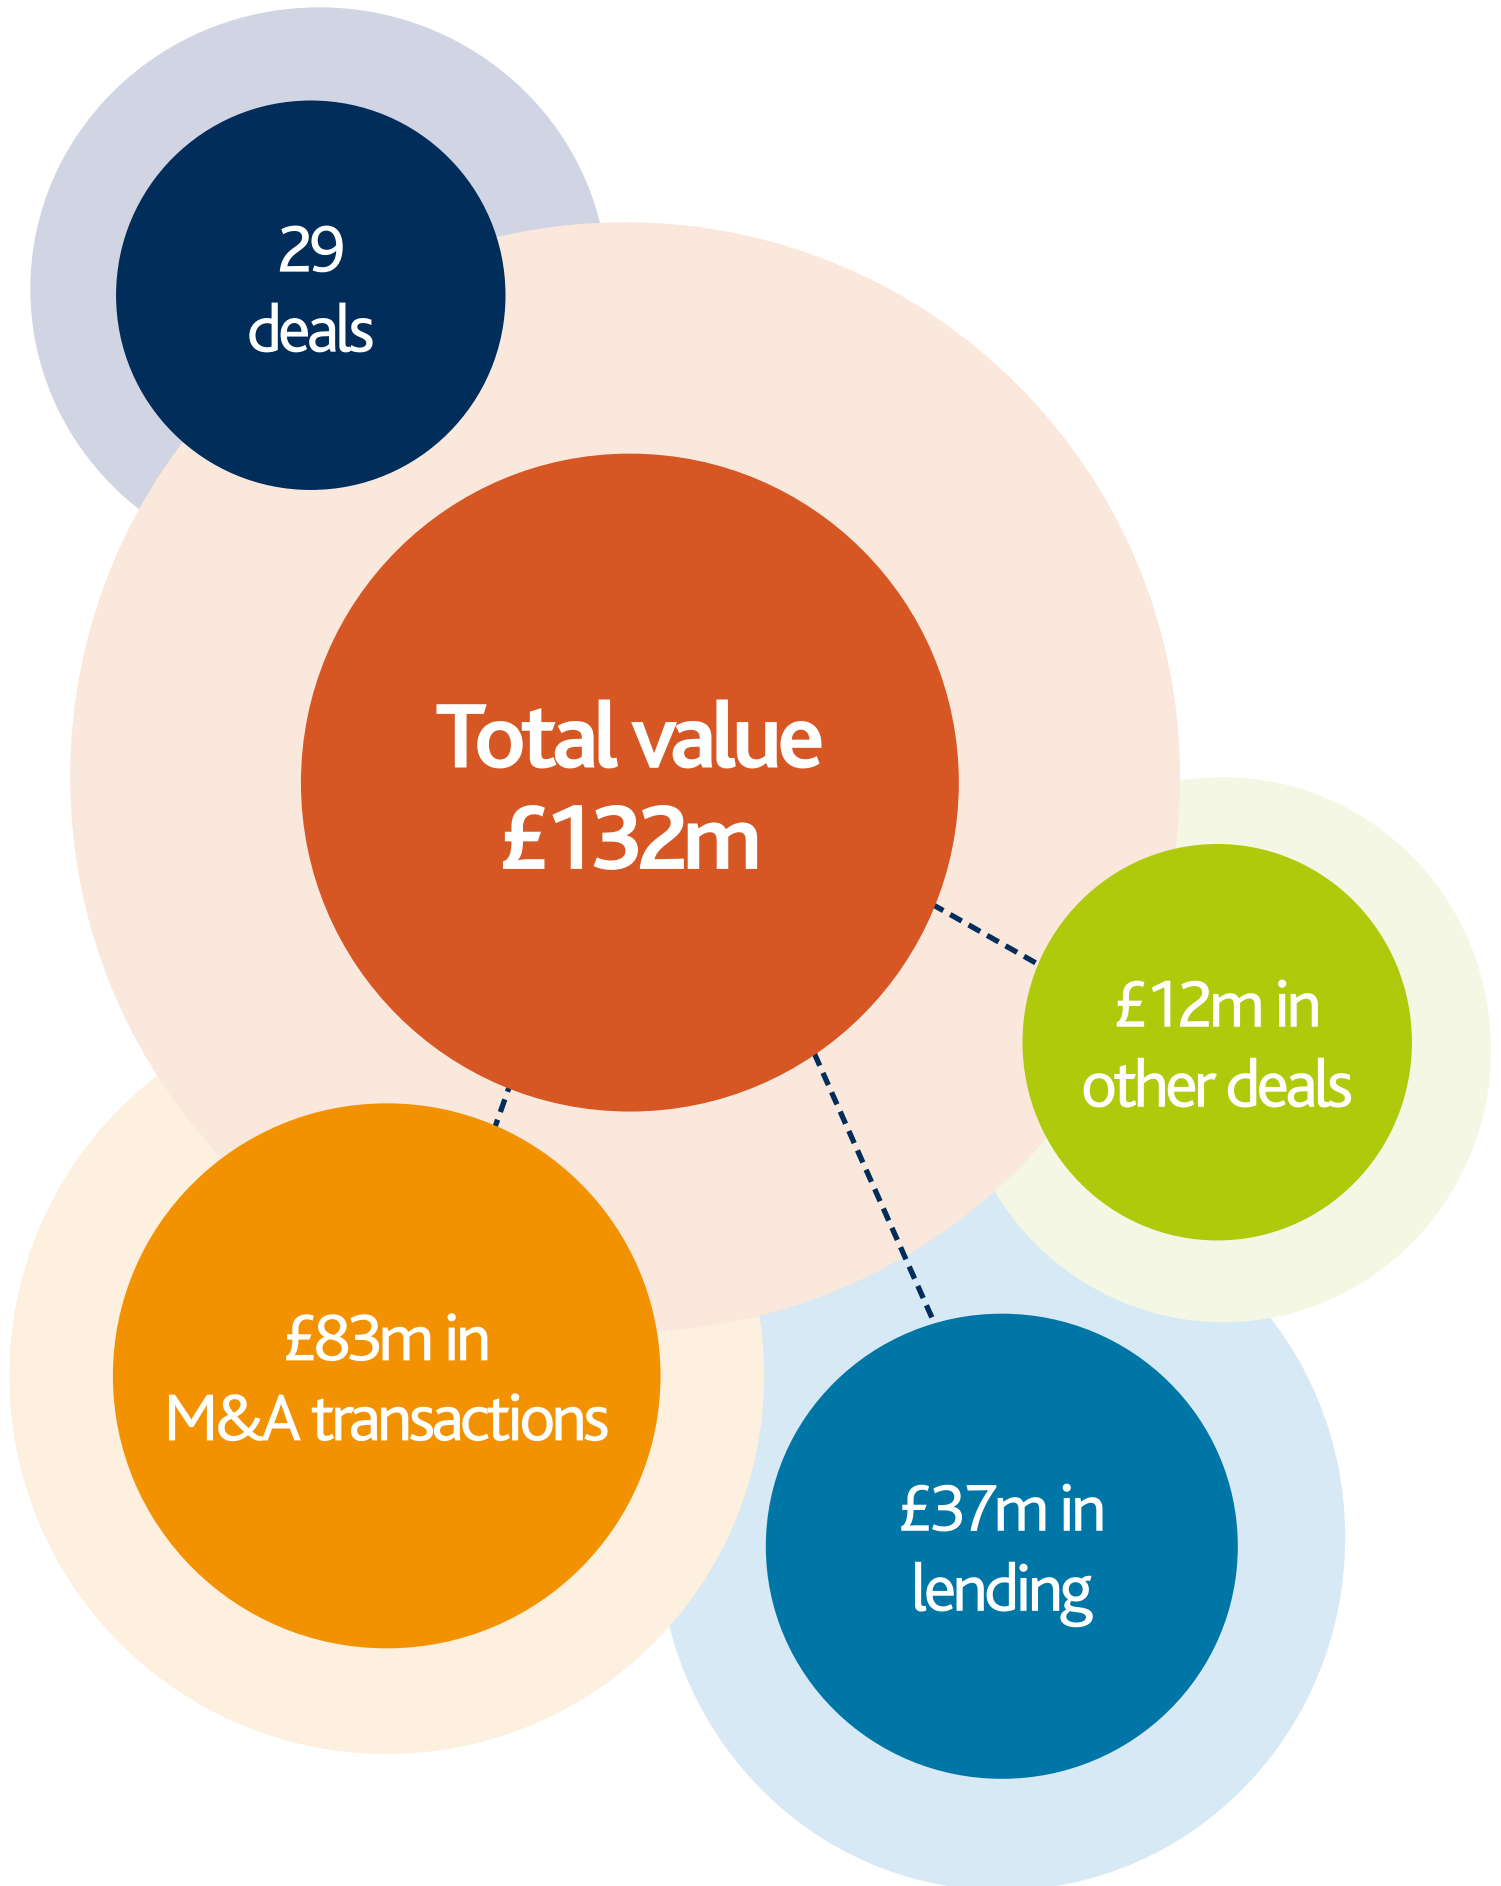 29
deals
Total value
£132m
£12m in
other deals
£83m in
M&A transactions
£37m in
lending